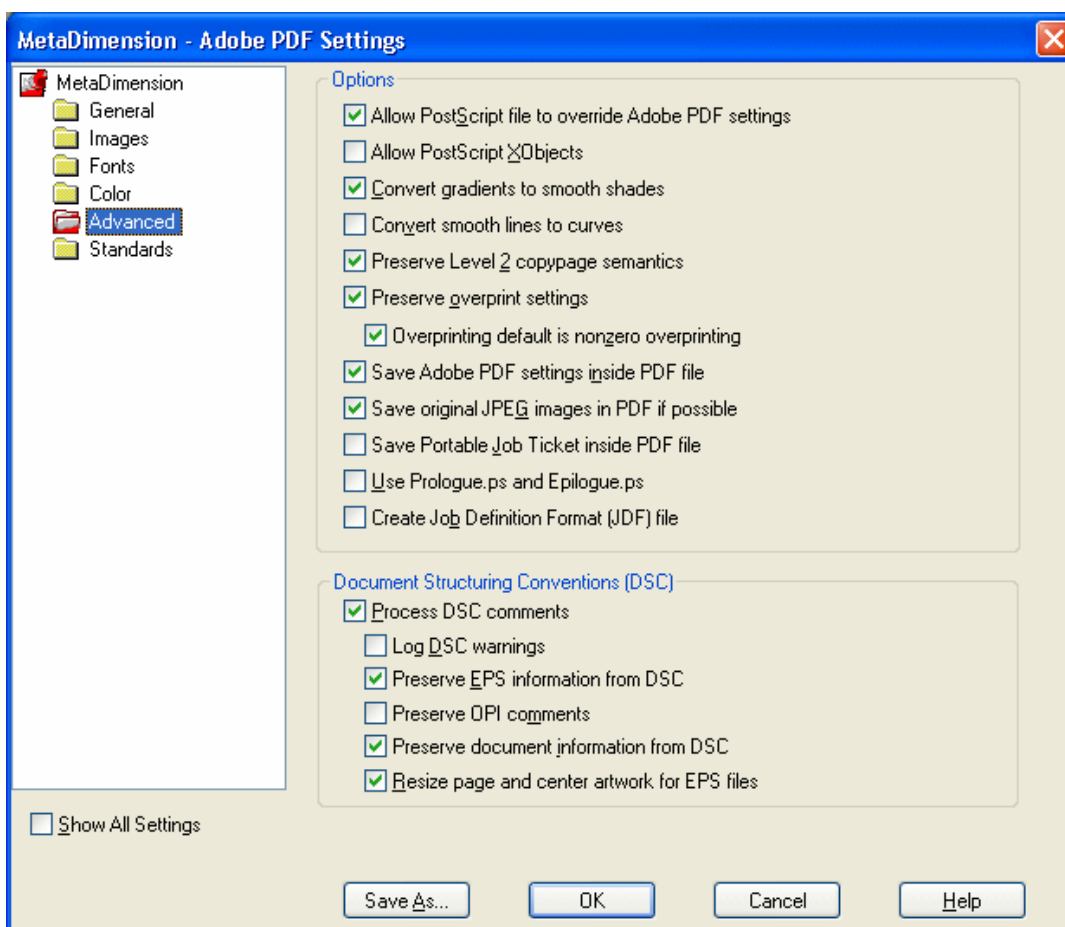 MetaDimension - Adobe PDF Settings
MetaDimension
General
Images
Fonts
Color
Advanced
Standards
Show All Settings
Options
Allow PostScript file to override Adobe PDF settings
Allow PostScript XObjects
Convert gradients to smooth shades
Convert smooth lines to curves
Preserve Level 2 copypage semantics
Preserve overprint settings
Overprinting default is nonzero overprinting
Save Adobe PDF settings inside PDF file
Save original JPEG images in PDF if possible
Save Portable Job Ticket inside PDF file
Use Prologue.ps and Epilogue.ps
Create Job Definition Format (JDF) file
Document Structuring Conventions (DSC)
Process DSC comments
Log DSC warnings
Preserve EPS information from DSC
Preserve OPI comments
Preserve document information from DSC
Resize page and center artwork for EPS files
Save As...
OK
Cancel
Help